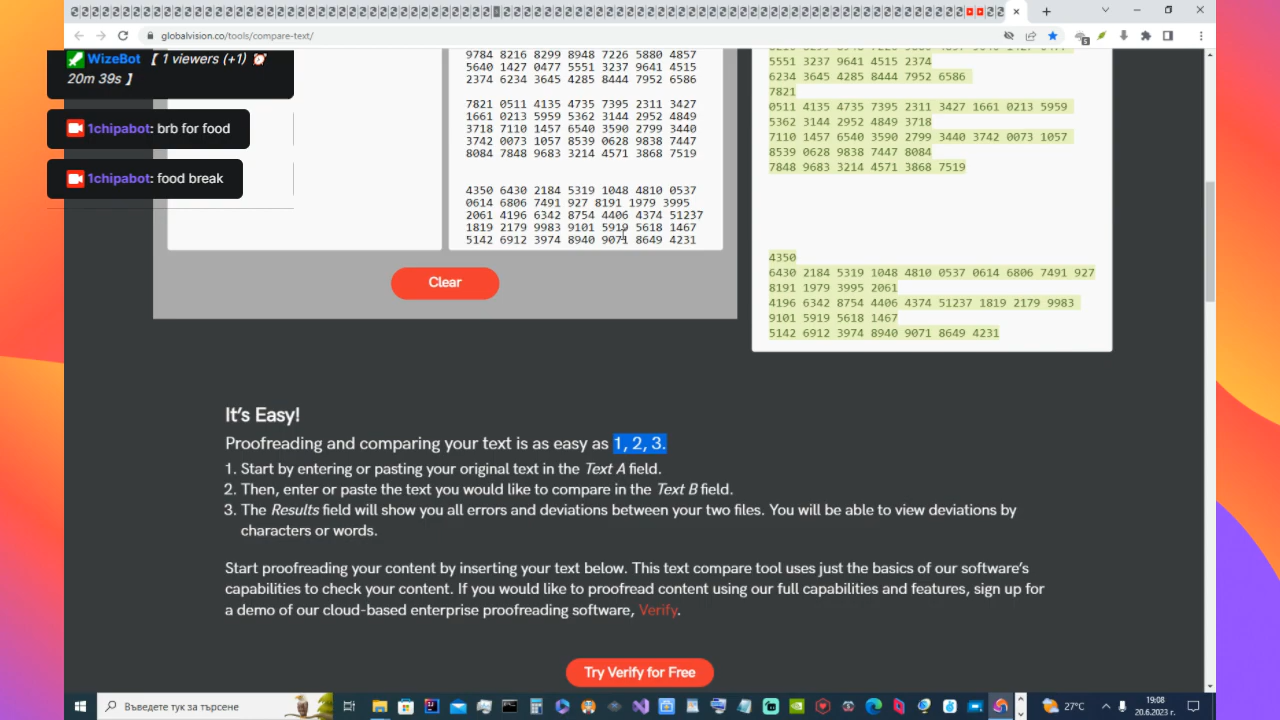 globalvision.co/tools/compare-text/
WizeBot [ 1 viewers (+1) ⏰
20m 39s ]
1chipabot: brb for food
1chipabot: food break
9784 8216 8299 8948 7226 5880 4857
5640 1427 0477 5551 3237 9641 4515
2374 6234 3645 4285 8444 7952 6586
7821 0511 4135 4735 7395 2311 3427
1661 0213 5959 5362 3144 2952 4849
3718 7110 1457 6540 3590 2799 3440
3742 0073 1057 8539 0628 9838 7447
8084 7848 9683 3214 4571 3868 7519
4350 6430 2184 5319 1048 4810 0537
0614 6806 7491 927 8191 1979 3995
2061 4196 6342 8754 4406 4374 51237
1819 2179 9983 9101 5919 5618 1467
5142 6912 3974 8940 9071 8649 4231
Clear
5551 3237 9641 4515 2374
6234 3645 4285 8444 7952 6586
7821
0511 4135 4735 7395 2311 3427 1661 0213 5959
5362 3144 2952 4849 3718
7110 1457 6540 3590 2799 3440 3742 0073 1057
8539 0628 9838 7447 8084
7848 9683 3214 4571 3868 7519
4350
6430 2184 5319 1048 4810 0537 0614 6806 7491 927
8191 1979 3995 2061
4196 6342 8754 4406 4374 51237 1819 2179 9983
9101 5919 5618 1467
5142 6912 3974 8940 9071 8649 4231
It's Easy!
Proofreading and comparing your text is as easy as 1, 2, 3.
1. Start by entering or pasting your original text in the Text A field.
2. Then, enter or paste the text you would like to compare in the Text B field.
3. The Results field will show you all errors and deviations between your two files. You will be able to view deviations by
characters or words.
Start proofreading your content by inserting your text below. This text compare tool uses just the basics of our software's
capabilities to check your content. If you would like to proofread content using our full capabilities and features, sign up for
a demo of our cloud-based enterprise proofreading software, Verify.
Try Verify for Free
Въведете тук за търсене
27°C
19:08
20.6.2023 г.